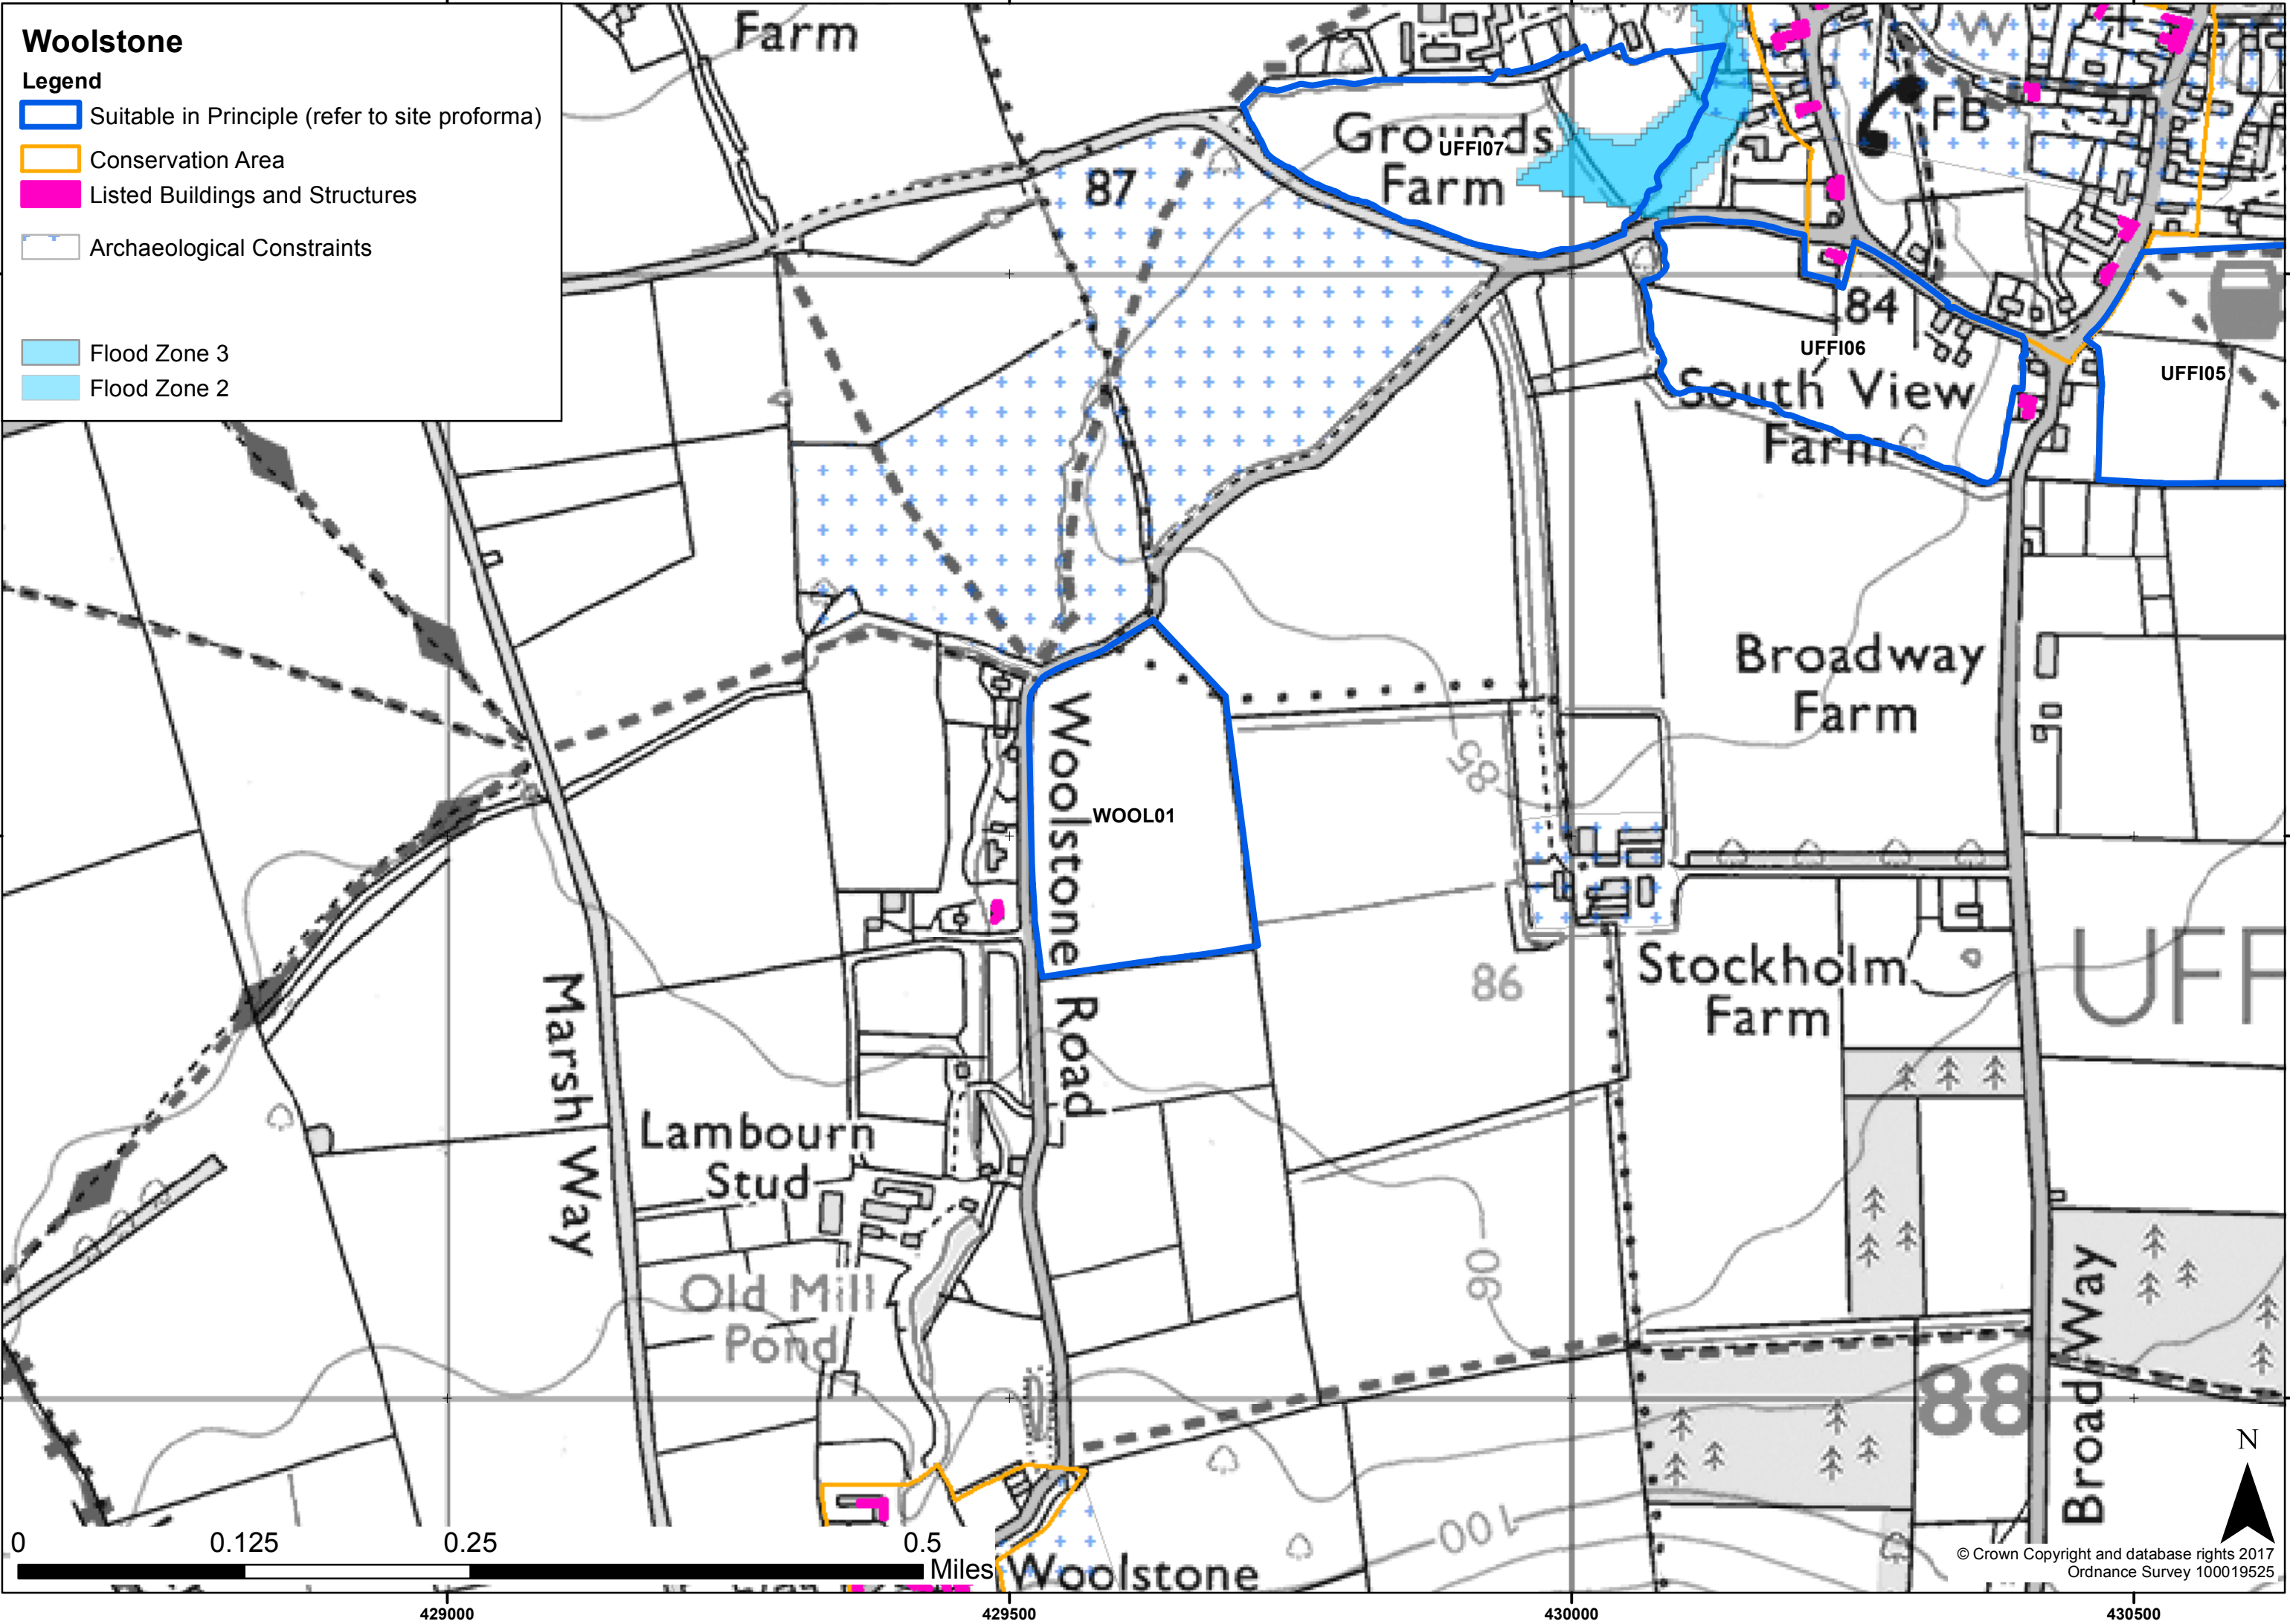 Woolstone
Legend
Suitable in Principle (refer to site proforma)
Conservation Area
Listed Buildings and Structures
Archaeological Constraints
Flood Zone 3
Flood Zone 2
Farm
W
FB
87
Grounds
Farm
UFFI07
84
UFFI06
South View
Farm
UFFI05
Broadway
Farm
85
WOOL01
Woolstone Road
86
Stockholm
Farm
UFF
Marsh Way
Lambourn
Stud
Old Mill
Pond
90
88
Broad Way
100
N
0 0.125 0.25 0.5
Miles
Woolstone
© Crown Copyright and database rights 2017
Ordnance Survey 100019525
429000 429500 430000 430500